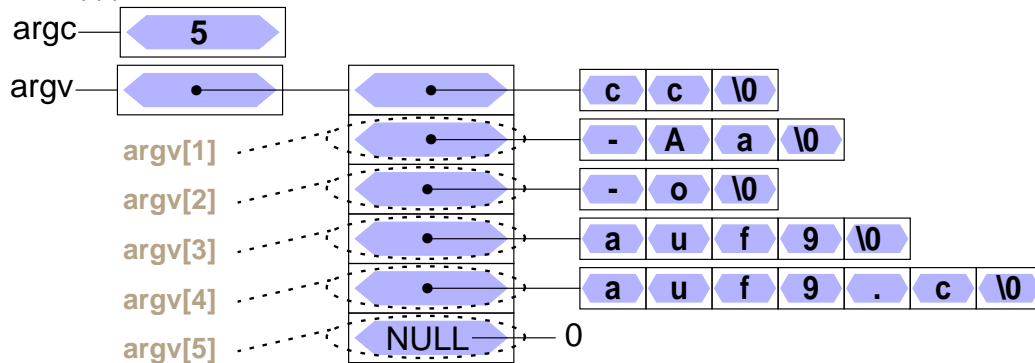 argc 5
argv c c \0
argv[1] - A a \0
argv[2] - o \0
argv[3] a u f 9 \0
argv[4] a u f 9 . c \0
argv[5] NULL 0